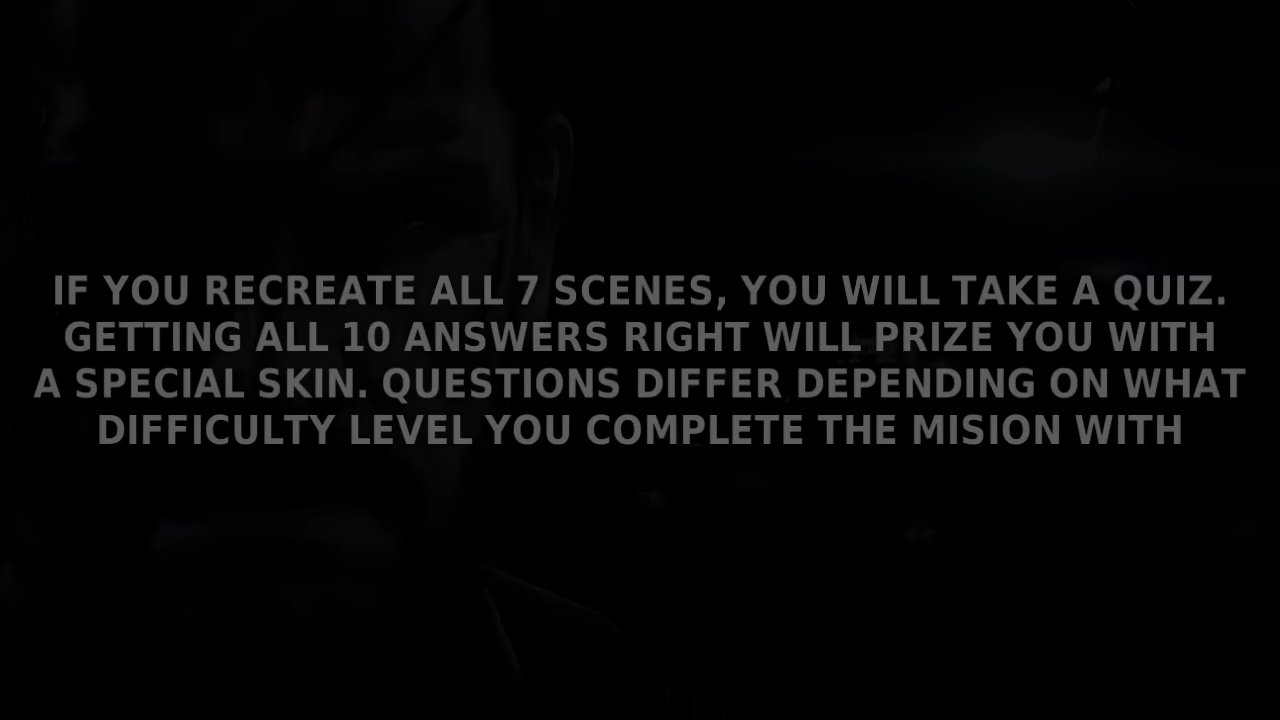 IF YOU RECREATE ALL 7 SCENES, YOU WILL TAKE A QUIZ.
GETTING ALL 10 ANSWERS RIGHT WILL PRIZE YOU WITH
A SPECIAL SKIN. QUESTIONS DIFFER DEPENDING ON WHAT
DIFFICULTY LEVEL YOU COMPLETE THE MISION WITH